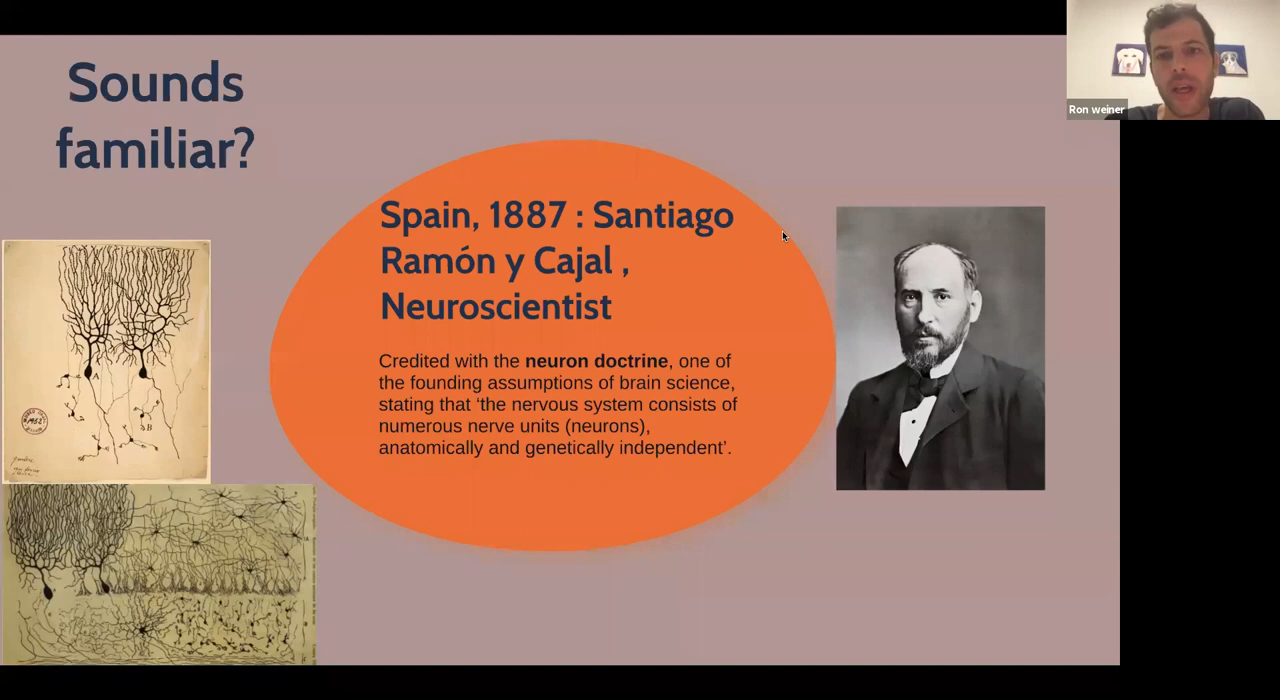 Sounds
familiar?
Ron weiner
Spain, 1887 : Santiago
Ramón y Cajal ,
Neuroscientist
Credited with the neuron doctrine, one of
the founding assumptions of brain science,
stating that ‘the nervous system consists of
numerous nerve units (neurons),
anatomically and genetically independent’.
A
B